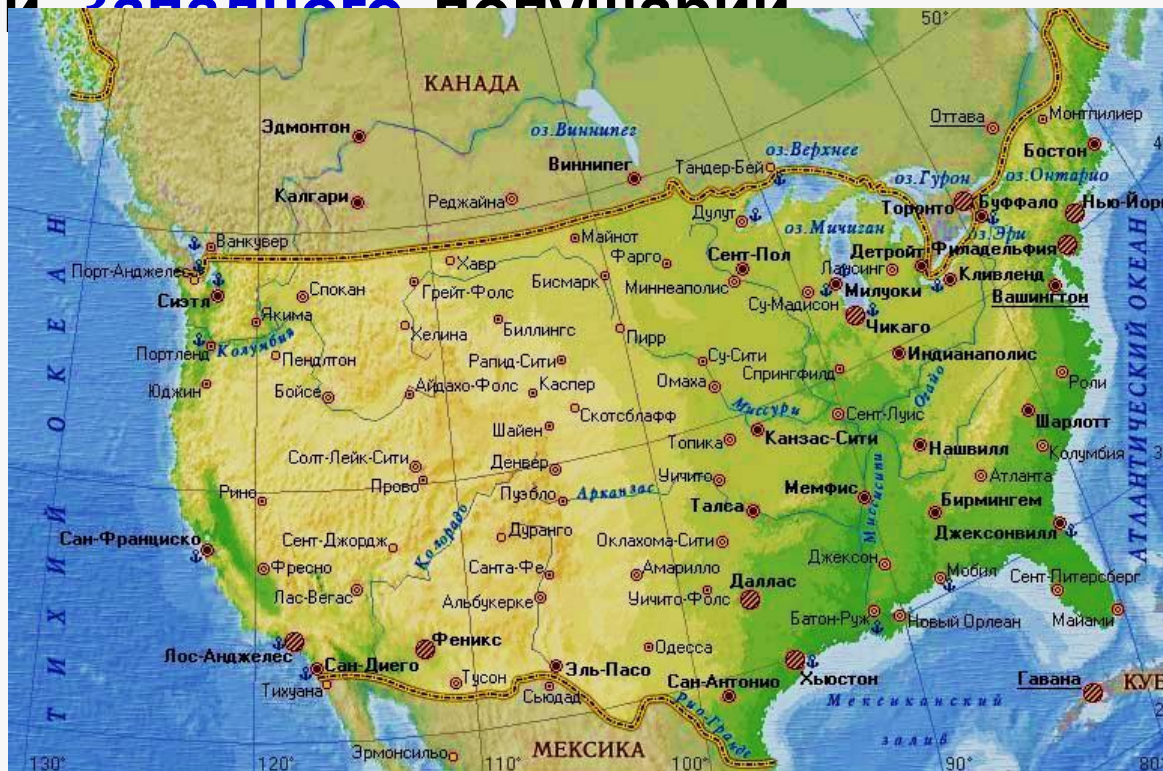 и Западного полушарий
50°
КАНАДА
Оттава
Монтпилиер
Эдмонтон
оз.Виннипег
Бостон
оз.Верхнее
Виннипег
Тандер-Бей
оз.Гурон
оз.Онтарио
Калгари
Реджайна
Торонто
Буффало
Нью-Йорк
Дулут
оз.Мичиган
оз.Эри
Ванкувер
Майнот
Детройт
Филадельфия
Порт-Анджелес
Хавр
Фарго
Сент-Пол
Лансинг
Кливленд
Сиэтл
Спокан
Грейт-Фолс
Бисмарк
Миннеаполис
Милуоки
Вашингтон
Су-Мадисон
Якима
Хелина
Биллингс
Пирр
Чикаго
Портленд
Колумбия
Пендлтон
Рапид-Сити
Су-Сити
Индианаполис
Спрингфилд
Юджин
Бойсе
Айдахо-Фолс
Каспер
Омаха
Огайо
Роли
Скотсблафф
Миссури
Сент-Луис
Шарлотт
Шайен
Топика
Канзас-Сити
Нашвилл
Колумбия
Солт-Лейк-Сити
Денвер
Прово
Уичито
Атланта
Рино
Пуэбло
Арканзас
Мемфис
Миссисипи
Талса
Бирмингем
Джексонвилл
Сан-Франциско
Сент-Джордж
Колорадо
Дуранго
Оклахома-Сити
Джексон
Фресно
Санта-Фе
Амарилло
Даллас
Мобил
Сент-Питерсберг
Лас-Вегас
Альбукерке
Уичито-Фолс
Батон-Руж
Новый Орлеан
Майами
Феникс
Одесса
Лос-Анджелес
Сан-Диего
Тусон
Эль-Пасо
Сан-Антонио
Хьюстон
Гавана
КУБ
Тихуана
Сьюдад
Рио-Гранде
Мексиканский
залив
Эрмонсильо
МЕКСИКА
ТИХИЙ ОКЕАН
АТЛАНТИЧЕСКИЙ ОКЕАН
130°
120°
110°
100°
90°
80